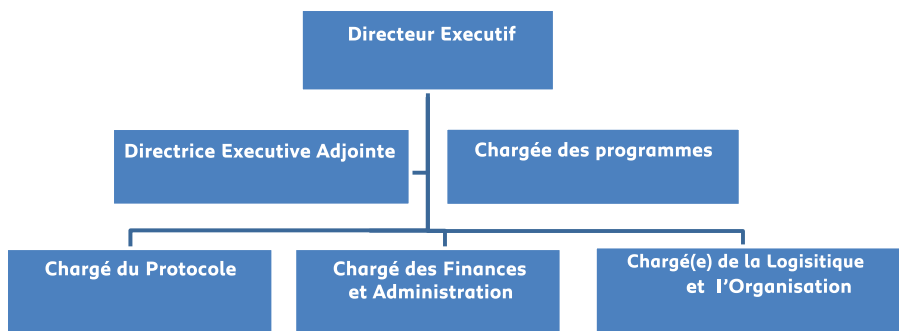 Directeur Executif
Directrice Executive Adjointe
Chargée des programmes
Chargé du Protocole
Chargé des Finances
et Administration
Chargé(e) de la Logisitique
et l'Organisation